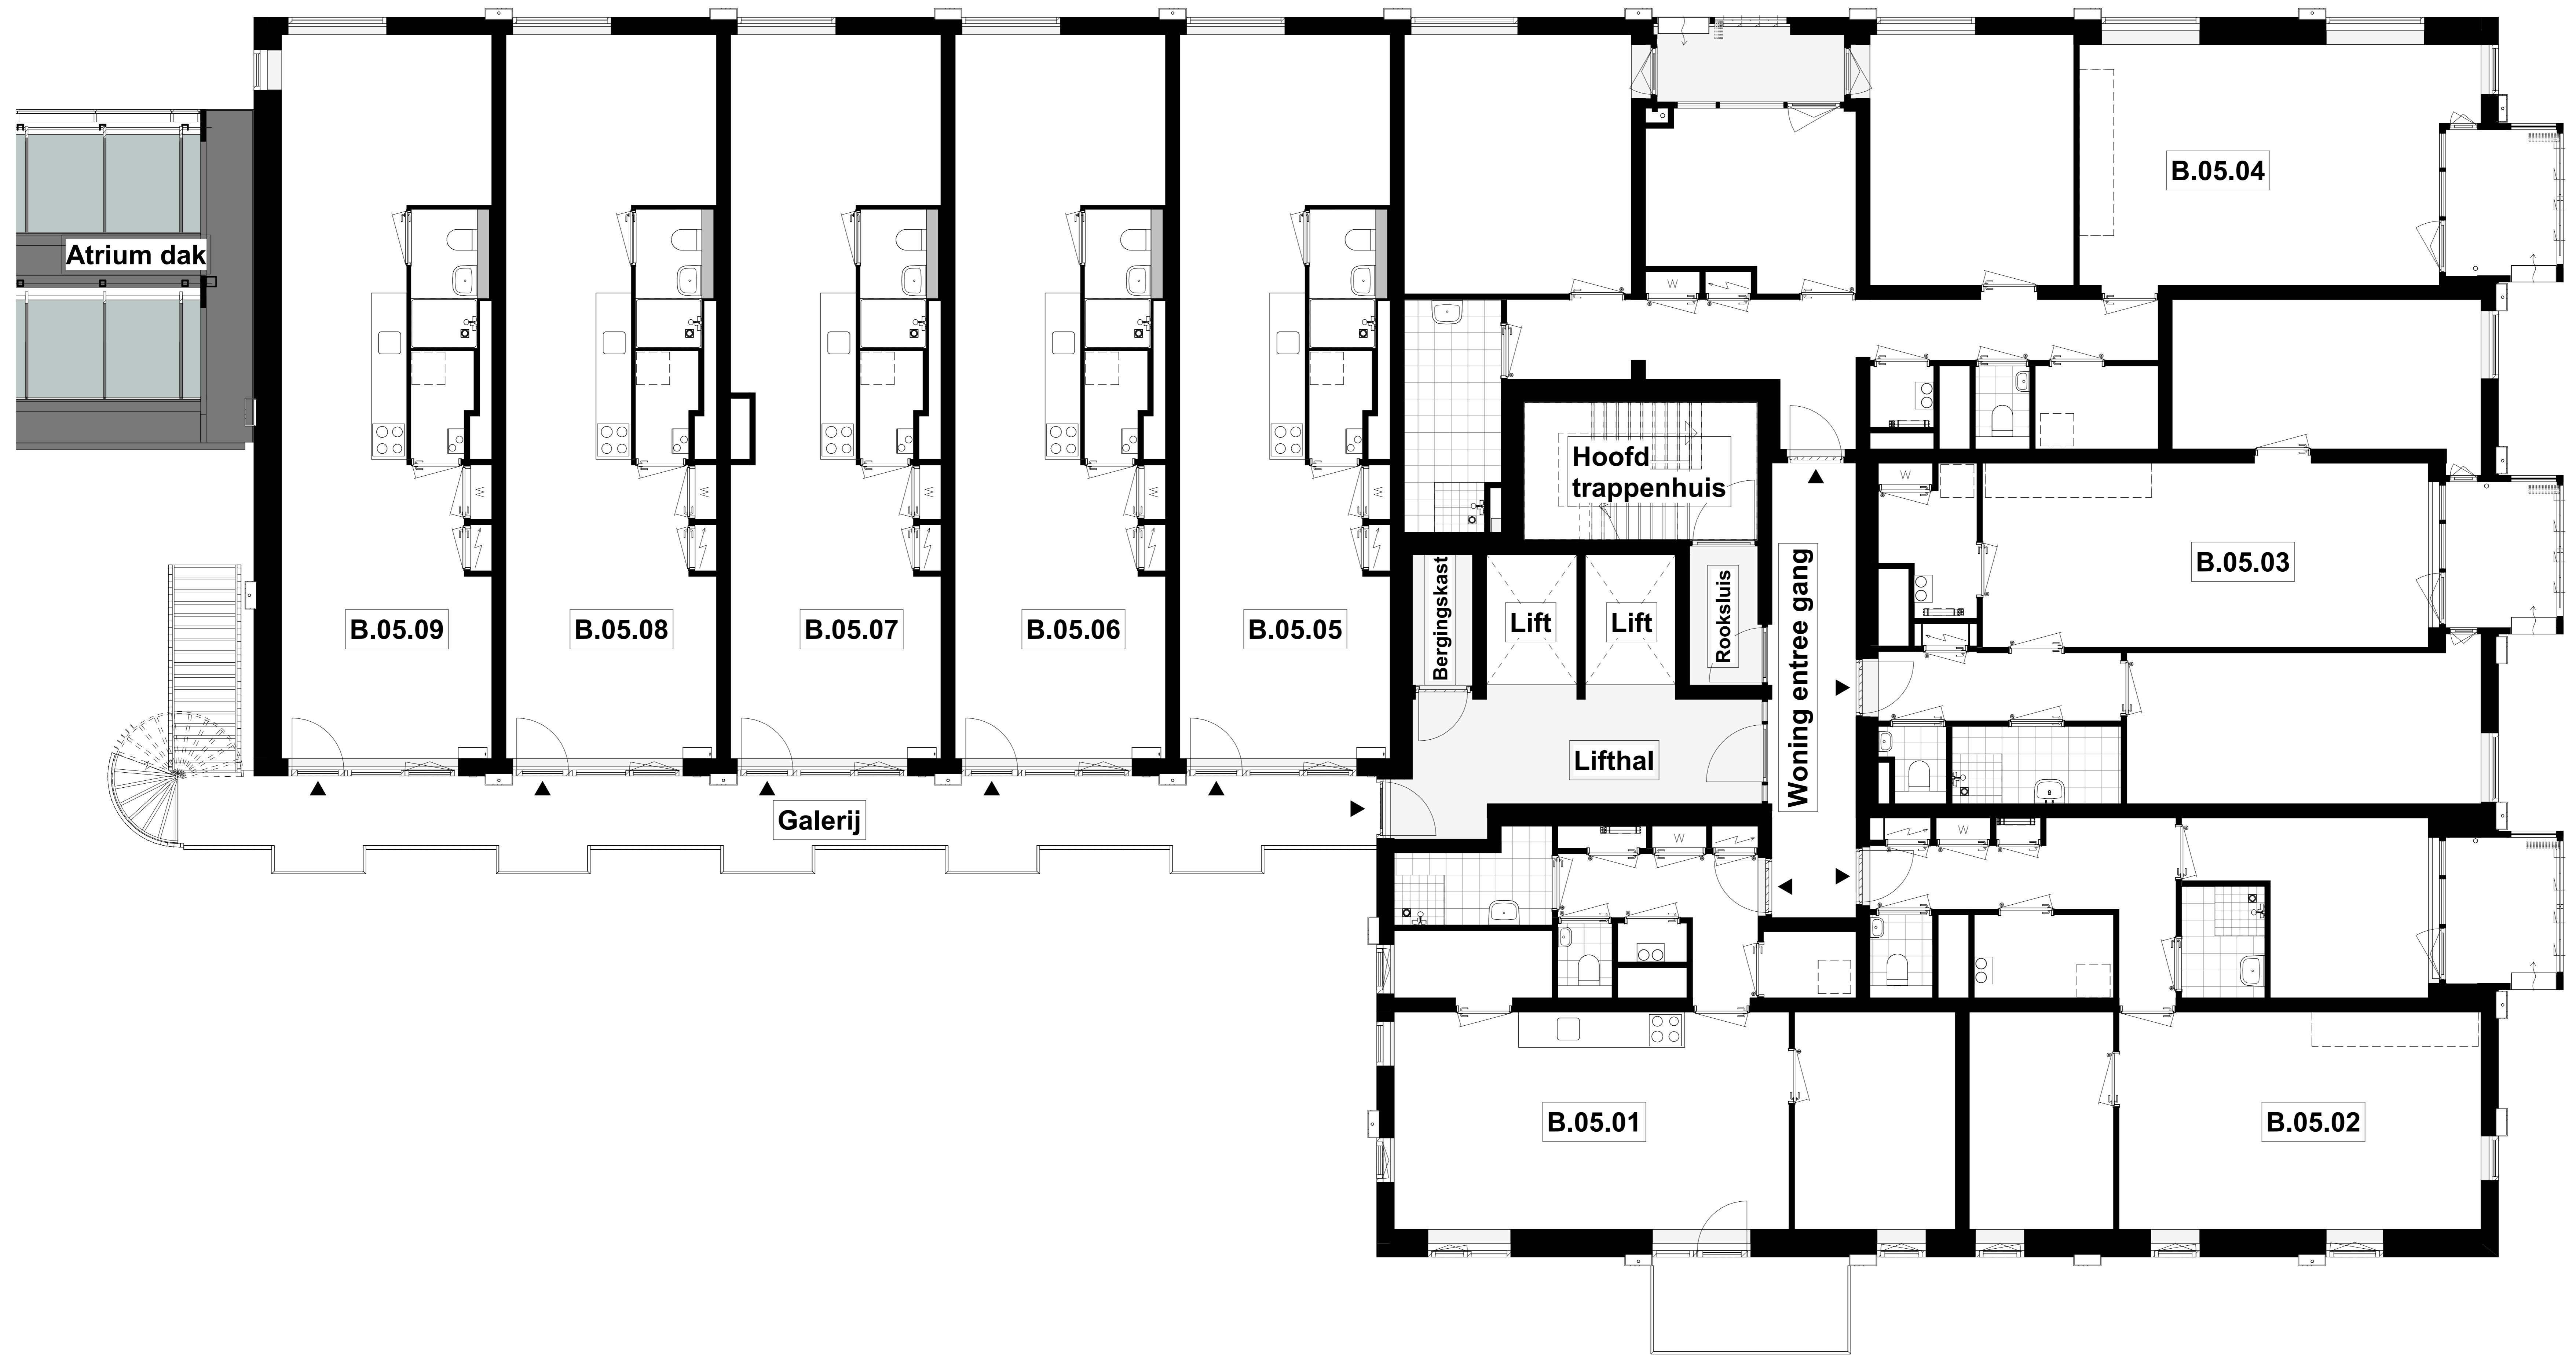 B.05.04
Atrium dak
W
Hoofd
trappenhuis
W
W
W
W
W
W
B.05.03
Bergingskast
Lift
Lift
Rooksluis
Woning entree gang
B.05.09
B.05.08
B.05.07
B.05.06
B.05.05
Lifthal
Galerij
W
W
B.05.01
B.05.02